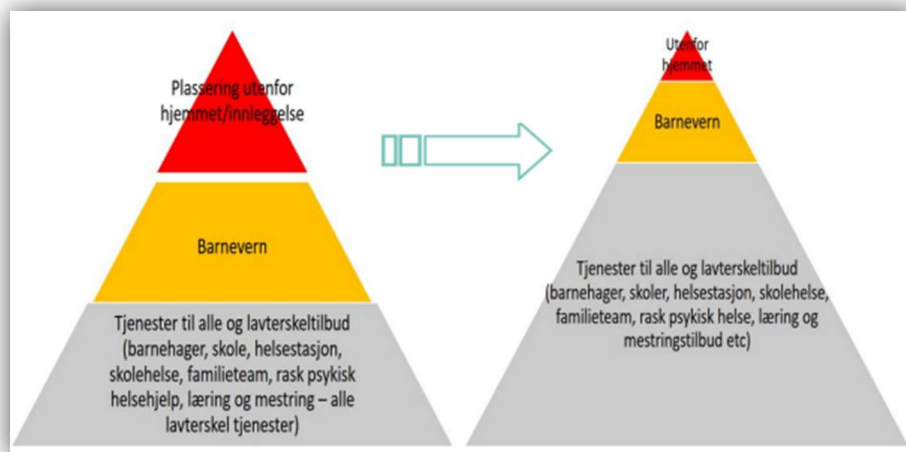 Plassering utenfor
hjemmet/innleggelse
Barnevern
Tjenester til alle og lavterskeltilbud
(barnehager, skole, helsestasjon,
skolehelse, familieteam, rask psykisk
helsehjelp, læring og mestring – alle
lavterskel tjenester)
Utenfor
hjemmet
Barnevern
Tjenester til alle og lavterskeltilbud
(barnehager, skoler, helsestasjon, skolehelse,
familieteam, rask psykisk helse, læring og
mestringstilbud etc)